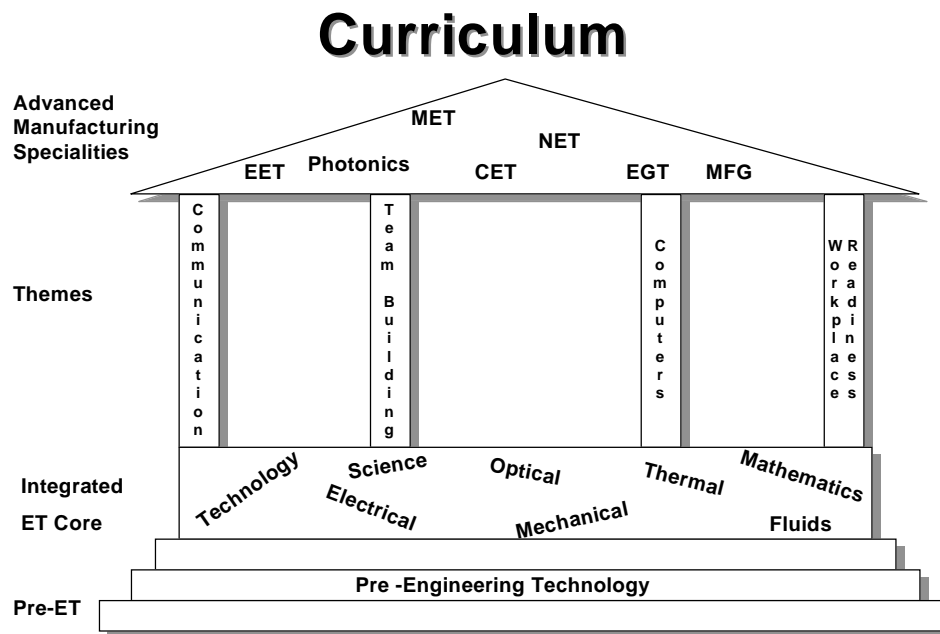 Curriculum
Advanced
Manufacturing
Specialities
MET
NET
EET
Photonics
CET
EGT
MFG
Themes
Communication
Team Building
Computers
Workplace
Readiness
Integrated
ET Core
Technology
Science
Optical
Thermal
Mathematics
Electrical
Mechanical
Fluids
Pre -Engineering Technology
Pre-ET